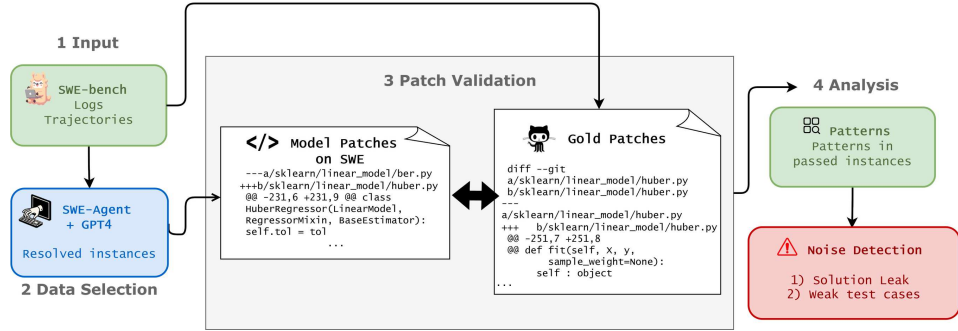 1 Input
SWE-bench
Logs
Trajectories
SWE-Agent
+ GPT4
Resolved instances
2 Data Selection
3 Patch Validation
</> Model Patches
on SWE
---a/sklearn/linear_model/ber.py
+++b/sklearn/linear_model/huber.py
@@ -231,6 +231,9 @@ class
HuberRegressor(LinearModel,
RegressorMixin, BaseEstimator):
self.tol = tol
...
Gold Patches
diff --git
a/sklearn/linear_model/huber.py
b/sklearn/linear_model/huber.py
---
a/sklearn/linear_model/huber.py
+++ b/sklearn/linear_model/huber.py
@@ -251,7 +251,8
@@ def fit(self, X, y,
sample_weight=None):
self : object
...
4 Analysis
Patterns
Patterns in
passed instances
Noise Detection
1) Solution Leak
2) Weak test cases